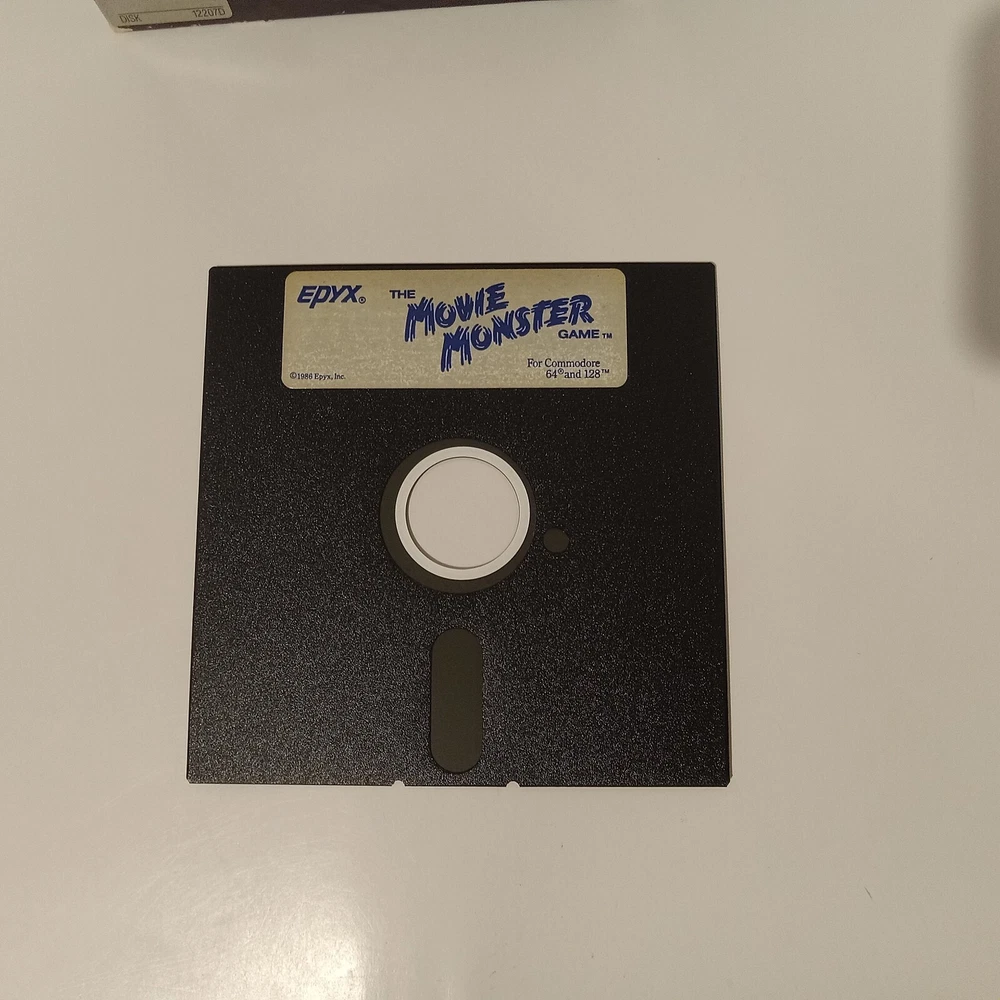 DISK 12207D
EPYX®
THE MOVIE
MONSTER
GAME™
For Commodore
64® and 128™
©1986 Epyx, Inc.